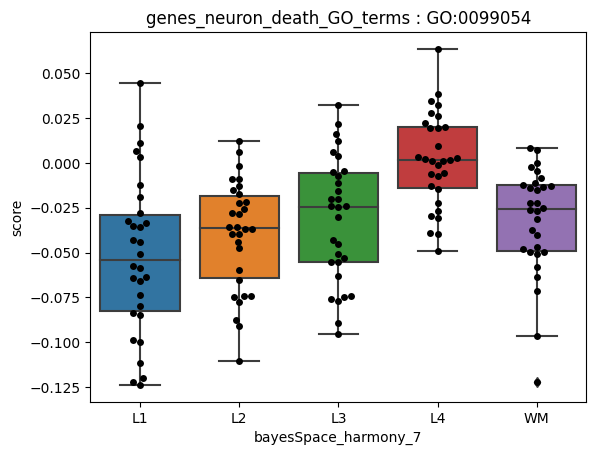 genes_neuron_death_GO_terms : GO:0099054
score
0.050
0.025
0.000
−0.025
−0.050
−0.075
−0.100
−0.125
L1 L2 L3 L4 WM
bayesSpace_harmony_7